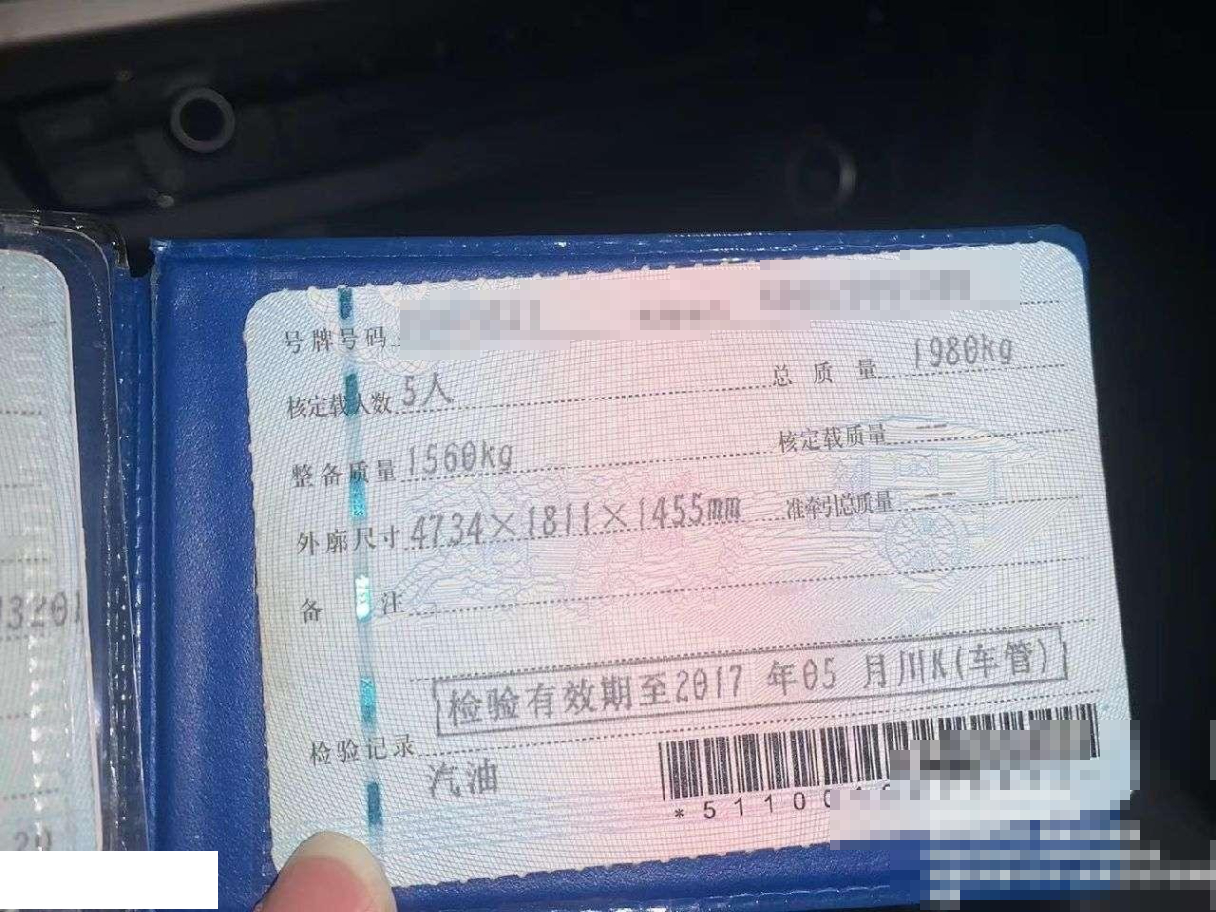 号牌号码
核定载人数 5人 总质量 1980kg
整备质量 1560kg 核定载质量 --
外廓尺寸 4734×1811×1455mm 准牵引总质量 --
备注
检验有效期至2017年05月川K(车管)
检验记录
汽油
*51100
13201
20